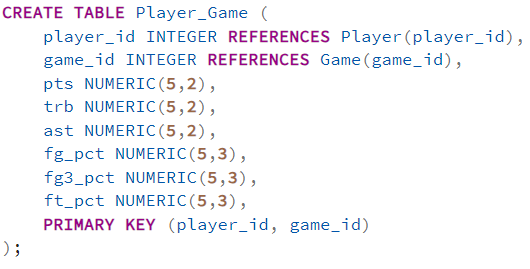 CREATE TABLE Player_Game (
    player_id INTEGER REFERENCES Player(player_id),
    game_id INTEGER REFERENCES Game(game_id),
    pts NUMERIC(5,2),
    trb NUMERIC(5,2),
    ast NUMERIC(5,2),
    fg_pct NUMERIC(5,3),
    fg3_pct NUMERIC(5,3),
    ft_pct NUMERIC(5,3),
    PRIMARY KEY (player_id, game_id)
);